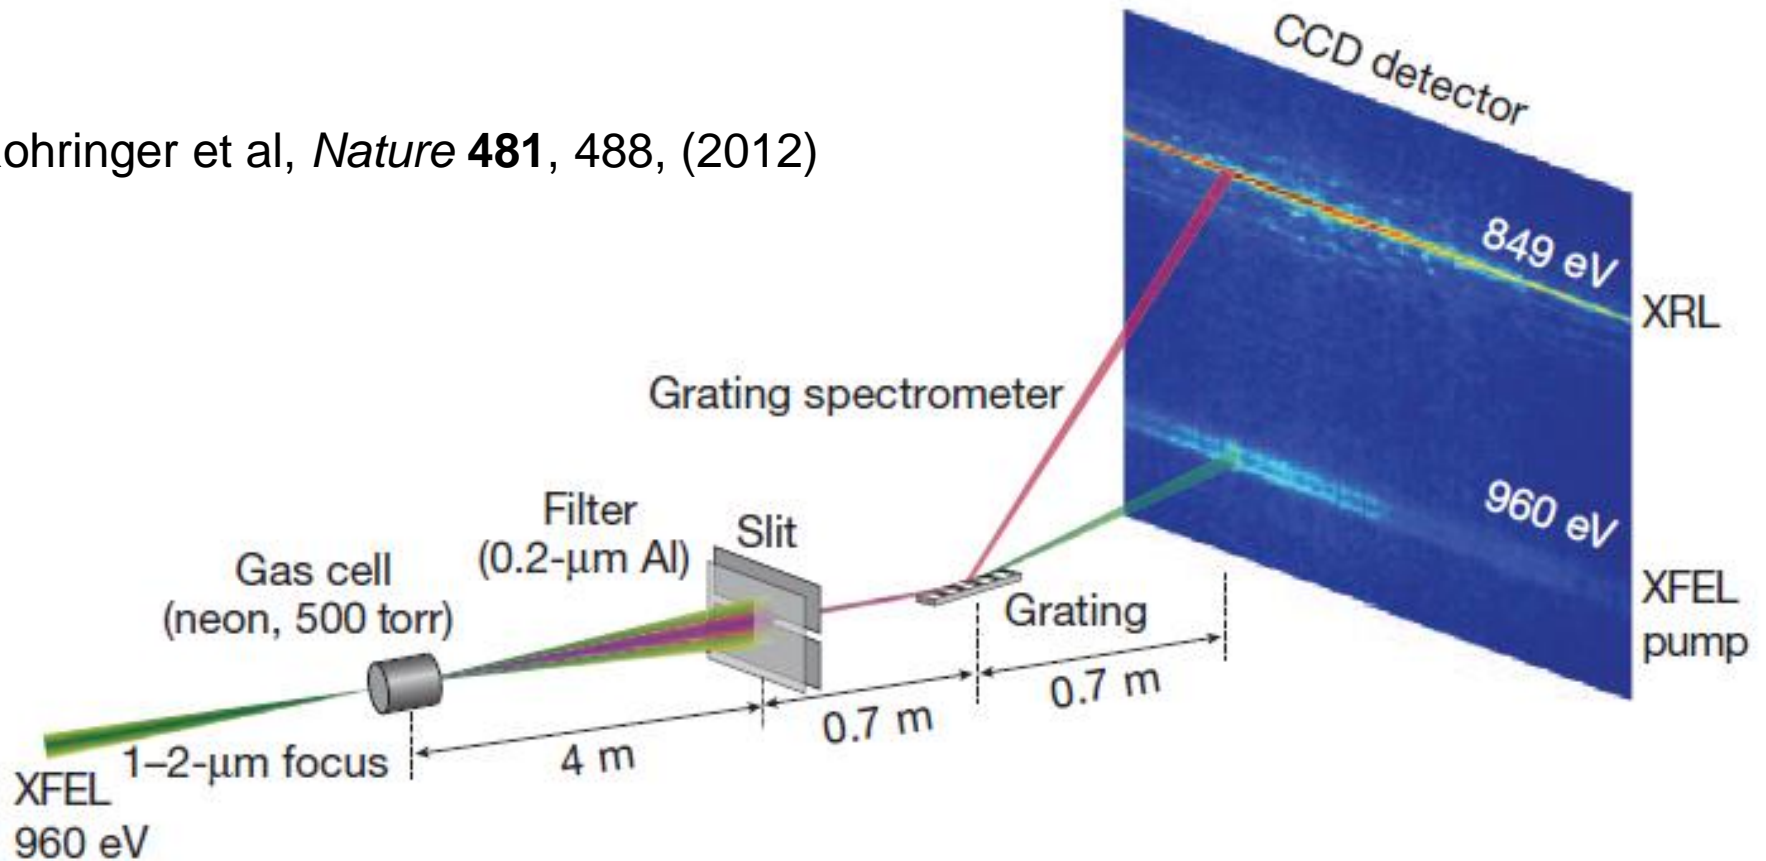 ohringer et al, Nature 481, 488, (2012)
CCD detector
849 eV
XRL
Grating spectrometer
960 eV
XFEL
pump
Filter
(0.2-μm Al)
Slit
Gas cell
(neon, 500 torr)
Grating
0.7 m
0.7 m
4 m
1–2-μm focus
XFEL
960 eV